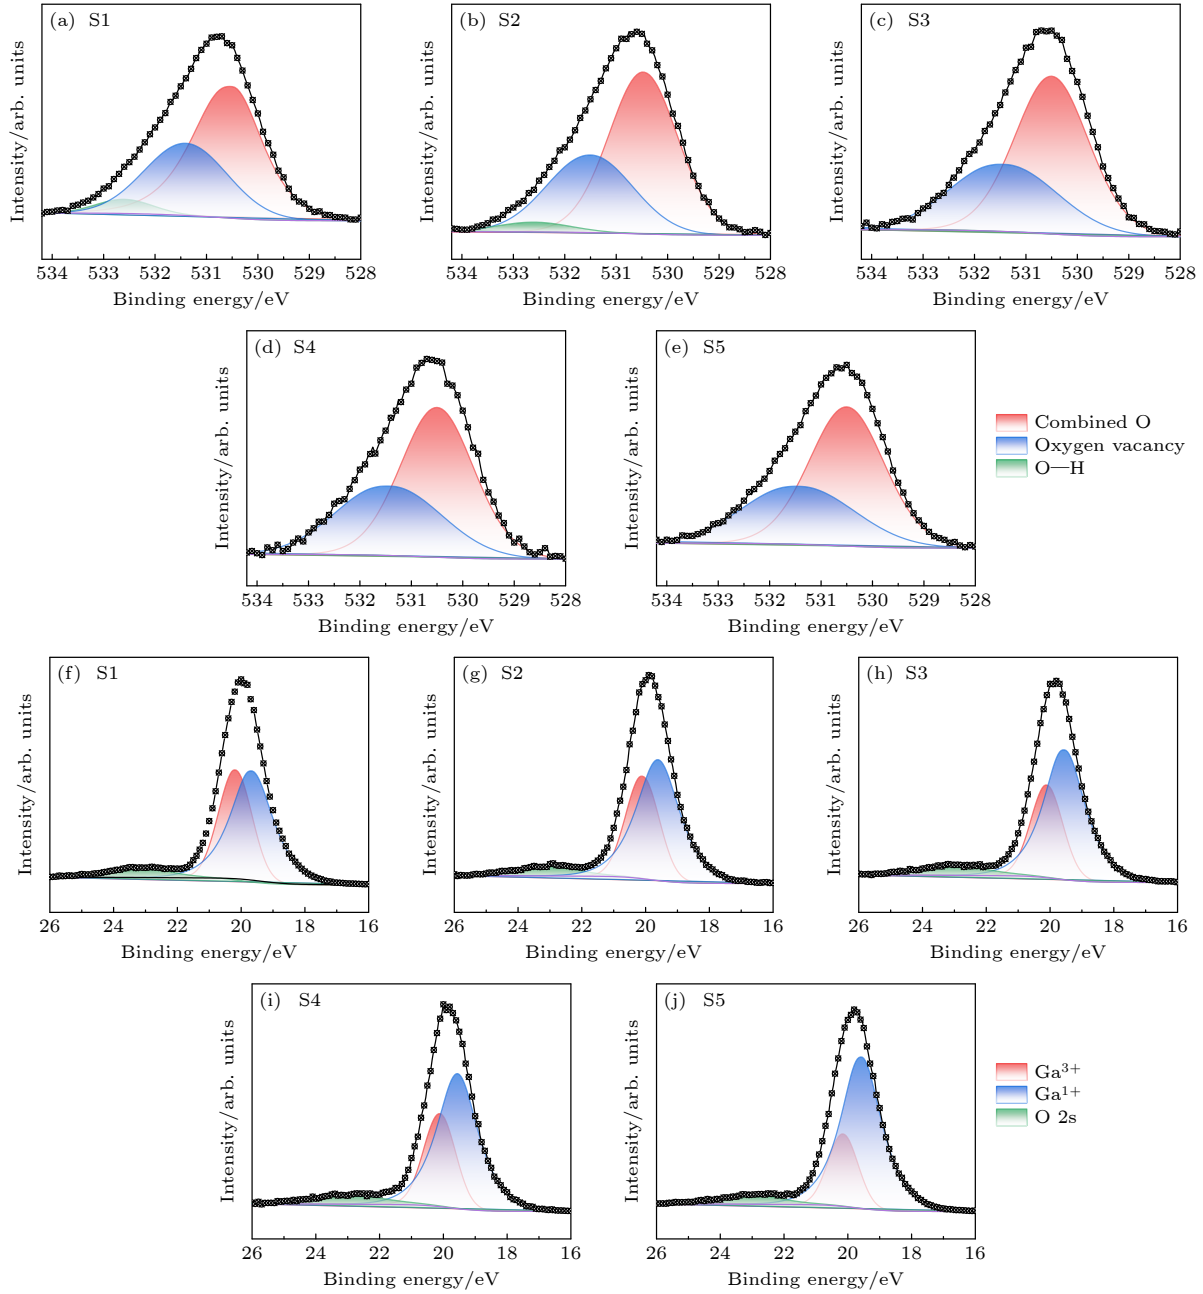 (a) S1
Intensity/arb. units
534 533 532 531 530 529 528
Binding energy/eV
(b) S2
Intensity/arb. units
534 533 532 531 530 529 528
Binding energy/eV
(c) S3
Intensity/arb. units
534 533 532 531 530 529 528
Binding energy/eV
(d) S4
Intensity/arb. units
534 533 532 531 530 529 528
Binding energy/eV
(e) S5
Intensity/arb. units
534 533 532 531 530 529 528
Binding energy/eV
Combined O
Oxygen vacancy
O—H
(f) S1
Intensity/arb. units
26 24 22 20 18 16
Binding energy/eV
(g) S2
Intensity/arb. units
26 24 22 20 18 16
Binding energy/eV
(h) S3
Intensity/arb. units
26 24 22 20 18 16
Binding energy/eV
(i) S4
Intensity/arb. units
26 24 22 20 18 16
Binding energy/eV
(j) S5
Intensity/arb. units
26 24 22 20 18 16
Binding energy/eV
Ga³⁺
Ga¹⁺
O 2s